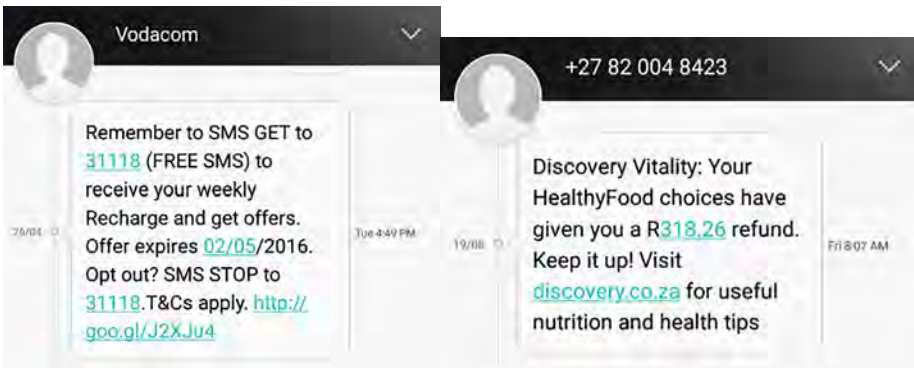 Vodacom
Remember to SMS GET to
31118 (FREE SMS) to
receive your weekly
Recharge and get offers.
Offer expires 02/05/2016.
Opt out? SMS STOP to
31118.T&Cs apply. http://
goo.gl/J2XJu4
26/04
Tue 4:49 PM
+27 82 004 8423
Discovery Vitality: Your
HealthyFood choices have
given you a R318,26 refund.
Keep it up! Visit
discovery.co.za for useful
nutrition and health tips
19/08
Fri 8:07 AM